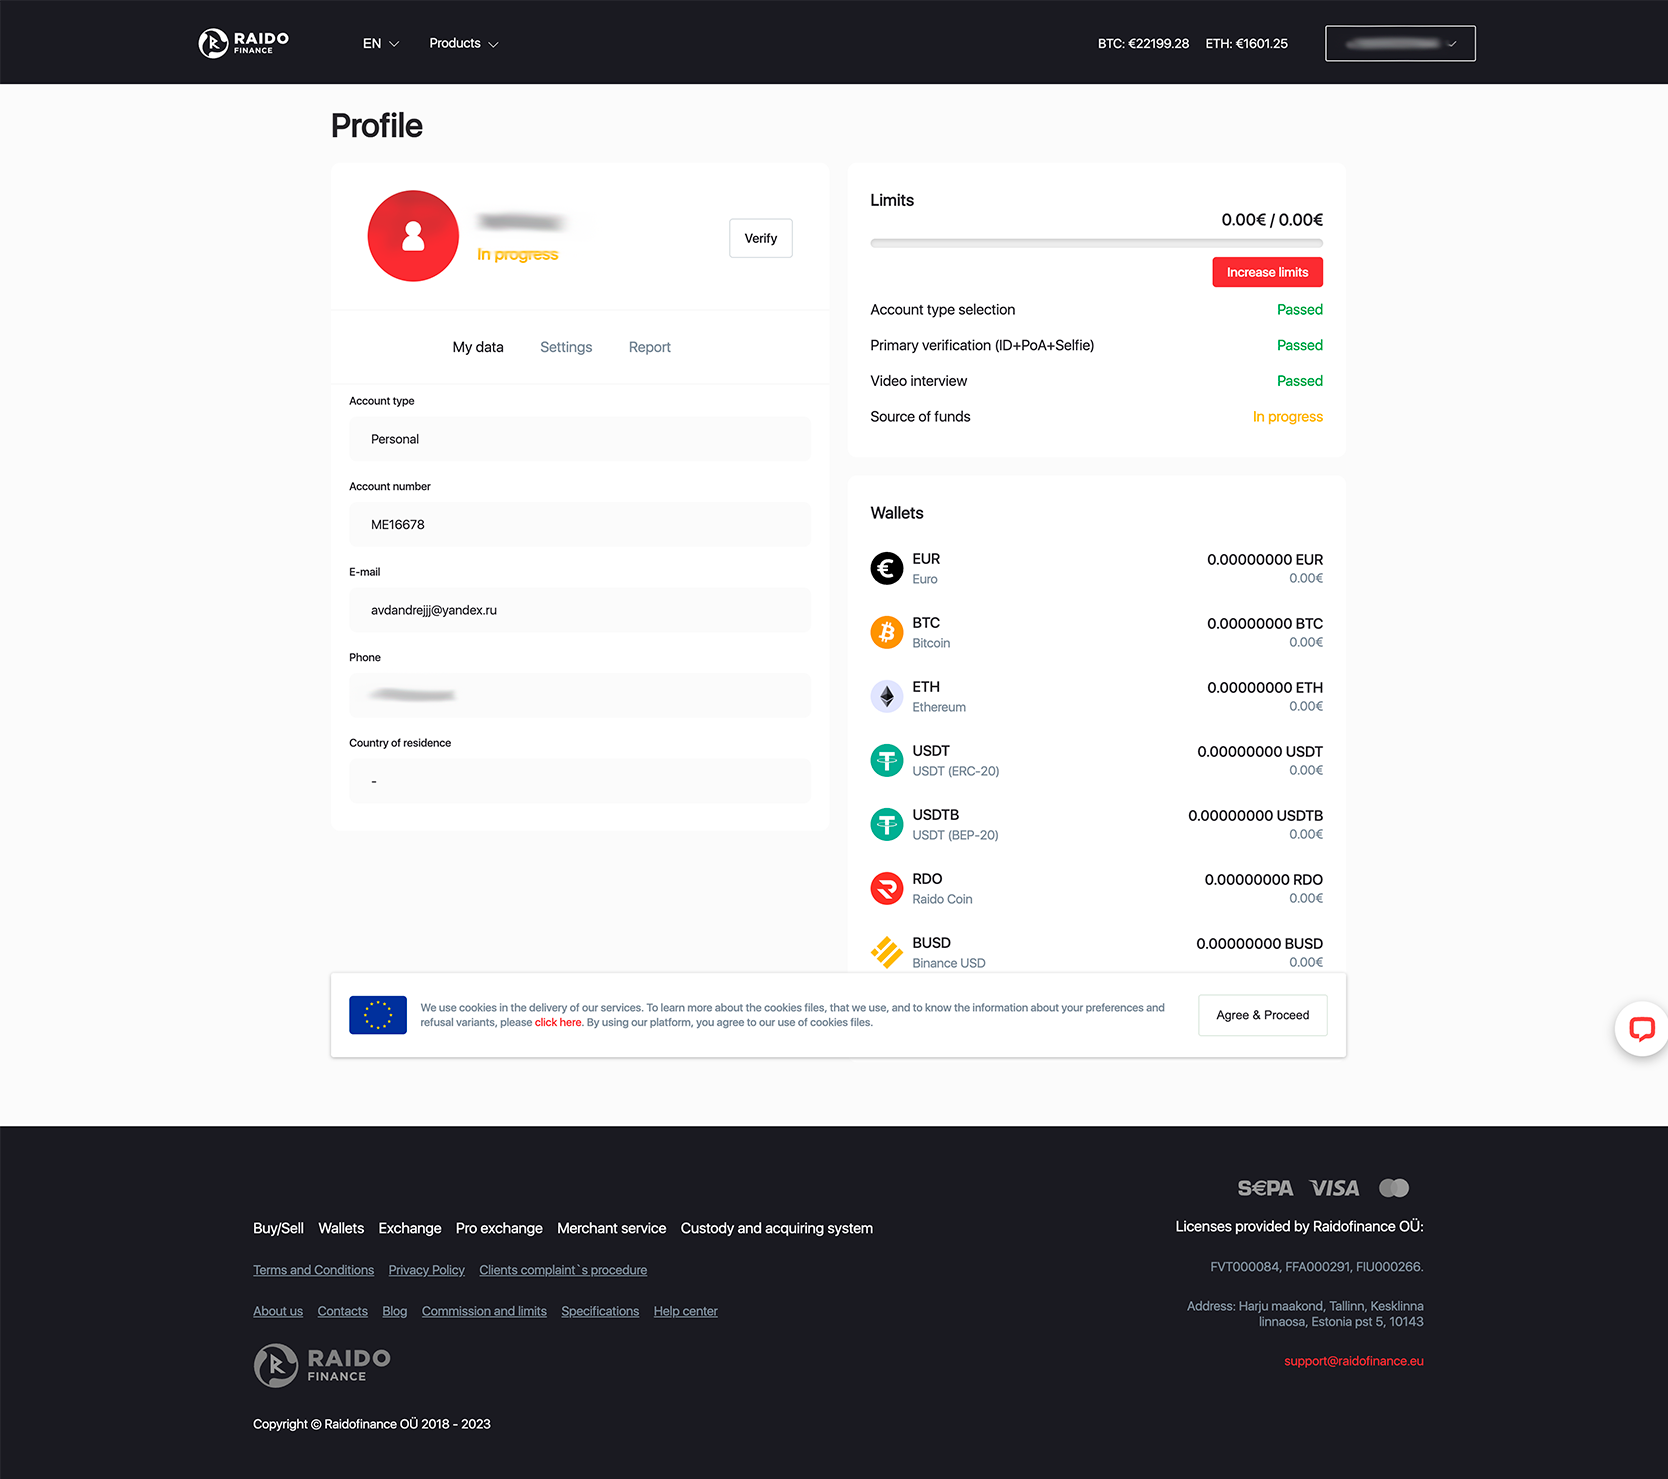 RAIDO
FINANCE
EN
Products
BTC: €22199.28 ETH: €1601.25
Profile
In progress
Verify
My data
Settings
Report
Account type
Personal
Account number
ME16678
E-mail
avdandrejjj@yandex.ru
Phone
Country of residence
-
Limits
0.00€ / 0.00€
Increase limits
Account type selection Passed
Primary verification (ID+PoA+Selfie) Passed
Video interview Passed
Source of funds In progress
Wallets
EUR 0.00000000 EUR
Euro 0.00€
BTC 0.00000000 BTC
Bitcoin 0.00€
ETH 0.00000000 ETH
Ethereum 0.00€
USDT 0.00000000 USDT
USDT (ERC-20) 0.00€
USDTB 0.00000000 USDTB
USDT (BEP-20) 0.00€
RDO 0.00000000 RDO
Raido Coin 0.00€
BUSD 0.00000000 BUSD
Binance USD 0.00€
We use cookies in the delivery of our services. To learn more about the cookies files, that we use, and to know the information about your preferences and
refusal variants, please click here. By using our platform, you agree to our use of cookies files.
Agree & Proceed
Buy/Sell Wallets Exchange Pro exchange Merchant service Custody and acquiring system
Terms and Conditions Privacy Policy Clients complaint`s procedure
About us Contacts Blog Commission and limits Specifications Help center
RAIDO
FINANCE
Copyright © Raidofinance OÜ 2018 - 2023
S€PA VISA
Licenses provided by Raidofinance OÜ:
FVT000084, FFA000291, FIU000266.
Address: Harju maakond, Tallinn, Kesklinna
linnaosa, Estonia pst 5, 10143
support@raidofinance.eu